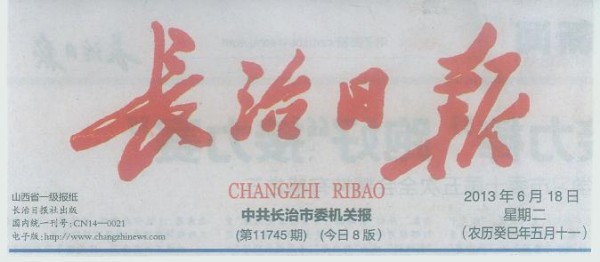 长治日报
CHANGZHI RIBAO
山西省一级报纸
长治日报社出版
国内统一刊号:CN14—0021
电子版:http://www.changzhinews.com
中共长治市委机关报
(第11745期) (今日8版)
2013年6月18日
星期二
(农历癸巳年五月十一)